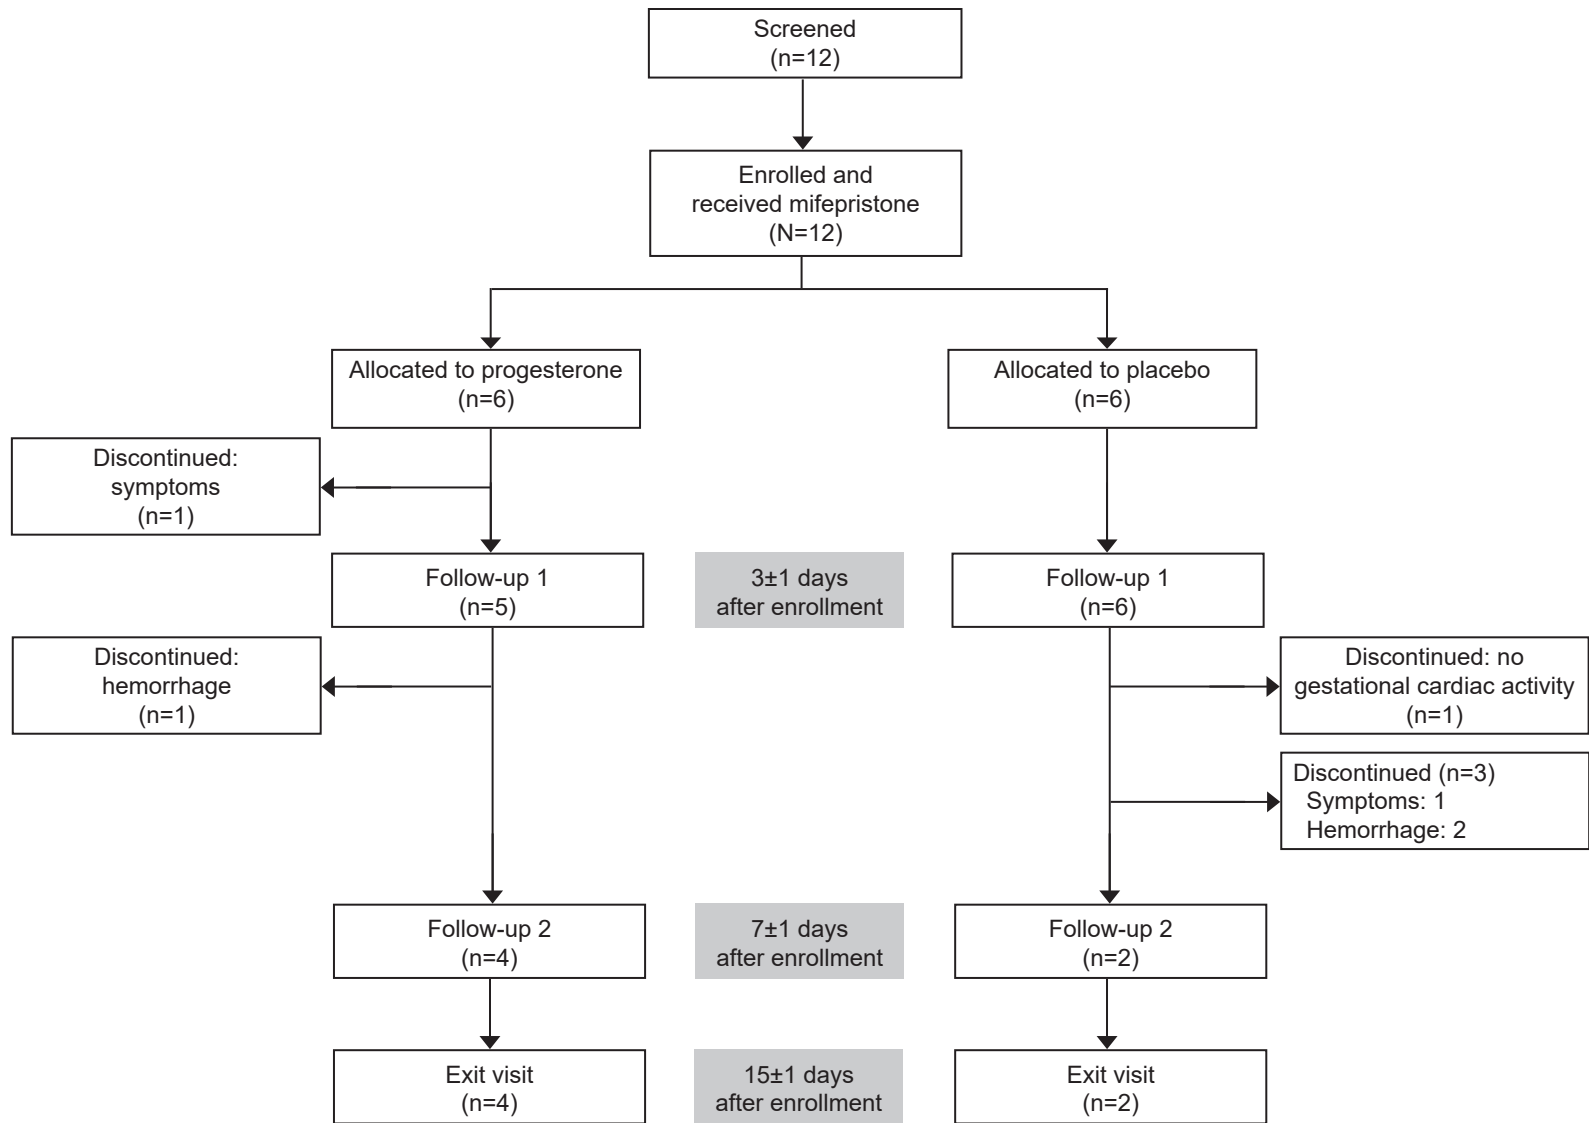 Screened
(n=12)
Enrolled and
received mifepristone
(N=12)
Allocated to progesterone
(n=6)
Allocated to placebo
(n=6)
Discontinued:
symptoms
(n=1)
Follow-up 1
(n=5)
3±1 days
after enrollment
Follow-up 1
(n=6)
Discontinued:
hemorrhage
(n=1)
Discontinued: no
gestational cardiac activity
(n=1)
Discontinued (n=3)
Symptoms: 1
Hemorrhage: 2
Follow-up 2
(n=4)
7±1 days
after enrollment
Follow-up 2
(n=2)
Exit visit
(n=4)
15±1 days
after enrollment
Exit visit
(n=2)